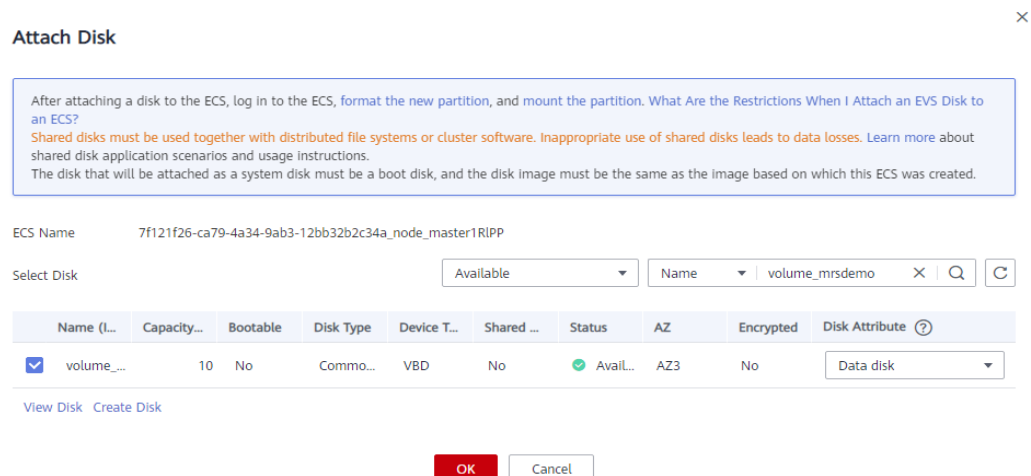 Attach Disk
After attaching a disk to the ECS, log in to the ECS, format the new partition, and mount the partition. What Are the Restrictions When I Attach an EVS Disk to
an ECS?
Shared disks must be used together with distributed file systems or cluster software. Inappropriate use of shared disks leads to data losses. Learn more about
shared disk application scenarios and usage instructions.
The disk that will be attached as a system disk must be a boot disk, and the disk image must be the same as the image based on which this ECS was created.
ECS Name 7f121f26-ca79-4a34-9ab3-12bb32b2c34a_node_master1RlPP
Select Disk Available Name volume_mrsdemo
Name (I... Capacity... Bootable Disk Type Device T... Shared ... Status AZ Encrypted Disk Attribute ?
volume_... 10 No Commo... VBD No Avail... AZ3 No Data disk
View Disk Create Disk
OK Cancel